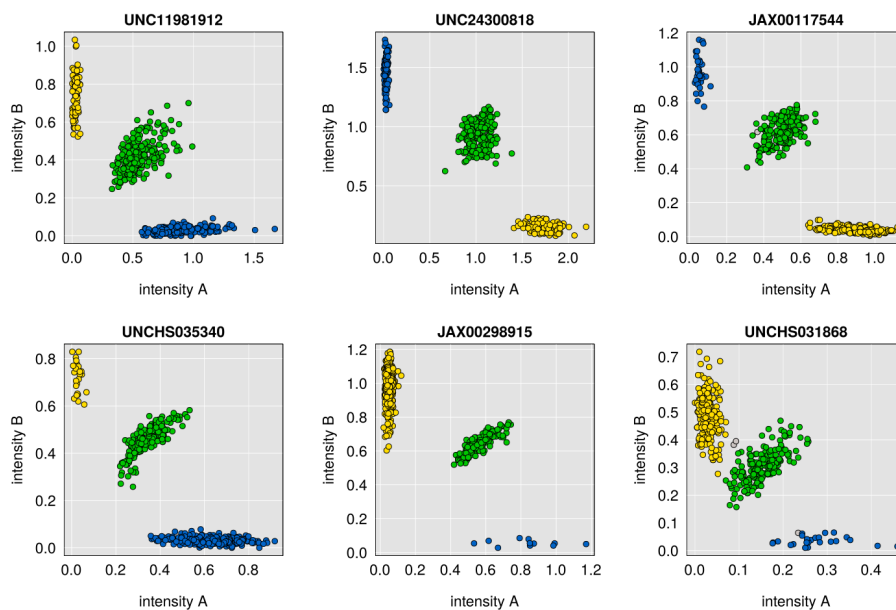 UNC11981912 UNC24300818 JAX00117544
intensity B
1.0
0.8
0.6
0.4
0.2
0.0
0.0 0.5 1.0 1.5
intensity A
intensity B
1.5
1.0
0.5
0.0 0.5 1.0 1.5 2.0
intensity A
intensity B
1.2
1.0
0.8
0.6
0.4
0.2
0.0
0.0 0.2 0.4 0.6 0.8 1.0
intensity A
UNCHS035340 JAX00298915 UNCHS031868
intensity B
0.8
0.6
0.4
0.2
0.0
0.0 0.2 0.4 0.6 0.8
intensity A
intensity B
1.2
1.0
0.8
0.6
0.4
0.2
0.0
0.0 0.2 0.4 0.6 0.8 1.0 1.2
intensity A
intensity B
0.7
0.6
0.5
0.4
0.3
0.2
0.1
0.0
0.0 0.1 0.2 0.3 0.4
intensity A